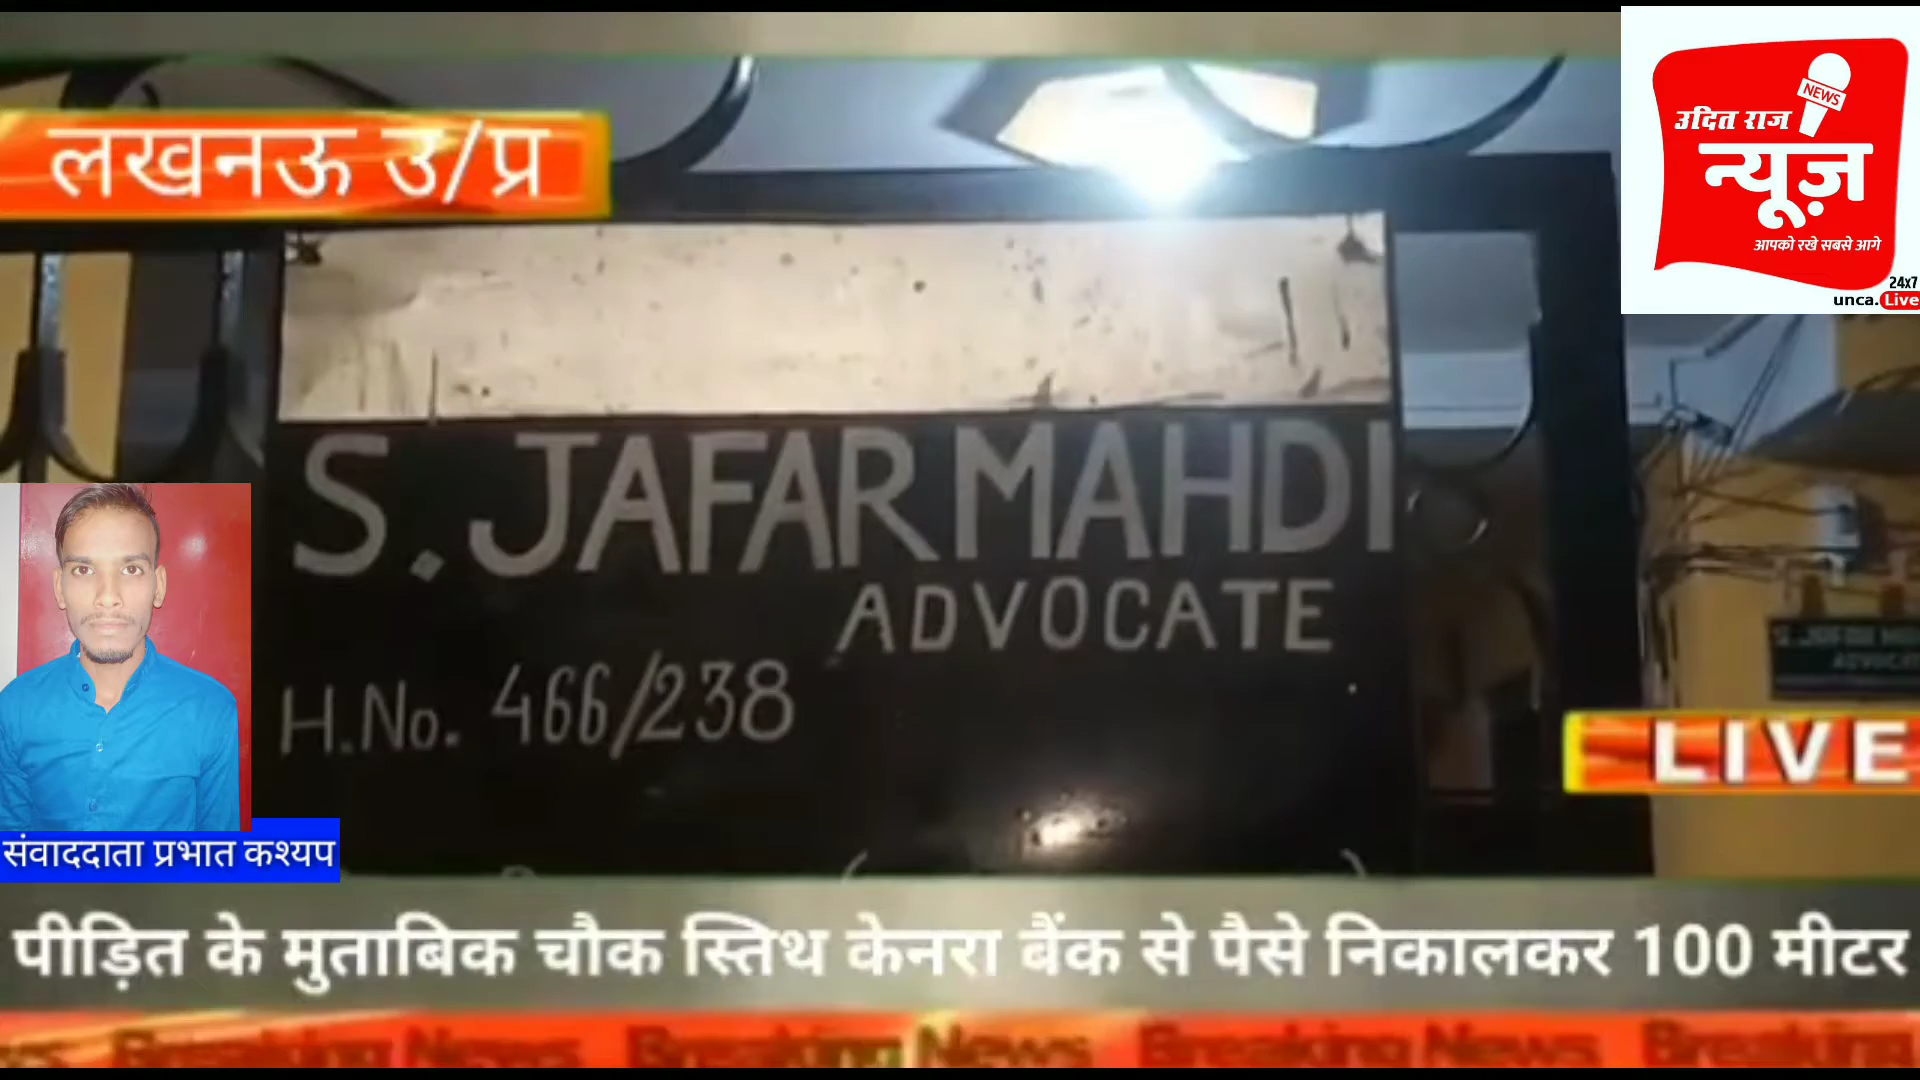 लखनऊ उ/प्र
NEWS
उदित राज
न्यूज़
आपको रखे सबसे आगे
24x7
unca. Live
S. JAFAR MAHDI
ADVOCATE
H.No. 466/238
LIVE
संवाददाता प्रभात कश्यप
पीड़ित के मुताबिक चौक स्तिथ केनरा बैंक से पैसे निकालकर 100 मीटर
Breaking News Breaking News Breaking News Breaking